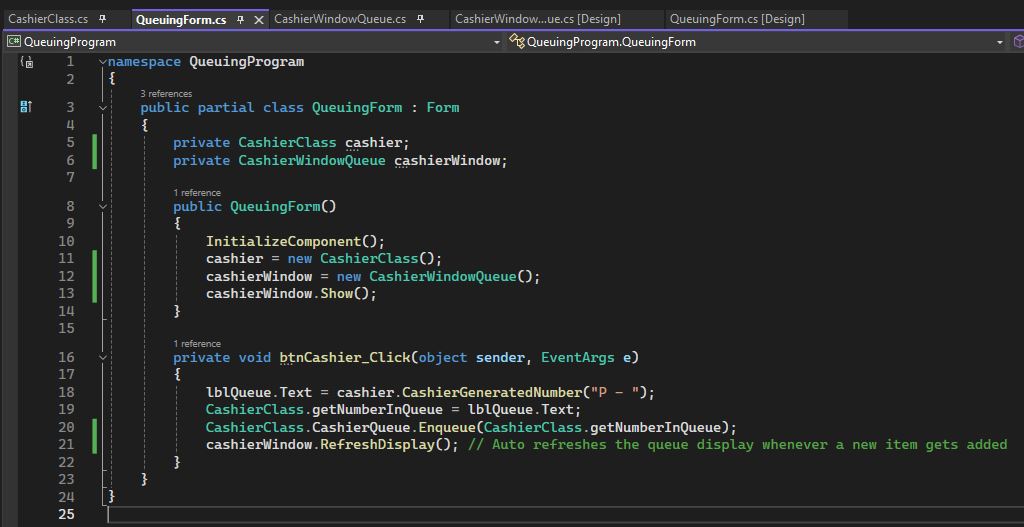 CashierClass.cs QueuingForm.cs CashierWindowQueue.cs CashierWindow...ue.cs [Design] QueuingForm.cs [Design]
C# QueuingProgram QueuingProgram.QueuingForm
1 namespace QueuingProgram
2 {
3 references
3 public partial class QueuingForm : Form
4 {
5 private CashierClass cashier;
6 private CashierWindowQueue cashierWindow;
7
1 reference
8 public QueuingForm()
9 {
10 InitializeComponent();
11 cashier = new CashierClass();
12 cashierWindow = new CashierWindowQueue();
13 cashierWindow.Show();
14 }
15
1 reference
16 private void btnCashier_Click(object sender, EventArgs e)
17 {
18 lblQueue.Text = cashier.CashierGeneratedNumber("P - ");
19 CashierClass.getNumberInQueue = lblQueue.Text;
20 CashierClass.CashierQueue.Enqueue(CashierClass.getNumberInQueue);
21 cashierWindow.RefreshDisplay(); // Auto refreshes the queue display whenever a new item gets added
22 }
23 }
24 }
25